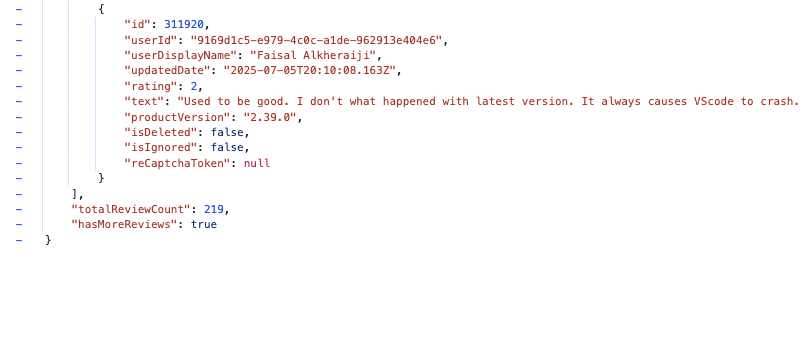 - {
- "id": 311920,
- "userId": "9169d1c5-e979-4c0c-a1de-962913e404e6",
- "userDisplayName": "Faisal Alkheraiji",
- "updatedDate": "2025-07-05T20:10:08.163Z",
- "rating": 2,
- "text": "Used to be good. I don't what happened with latest version. It always causes VScode to crash.
- "productVersion": "2.39.0",
- "isDeleted": false,
- "isIgnored": false,
- "reCaptchaToken": null
- }
- ],
- "totalReviewCount": 219,
- "hasMoreReviews": true
- }